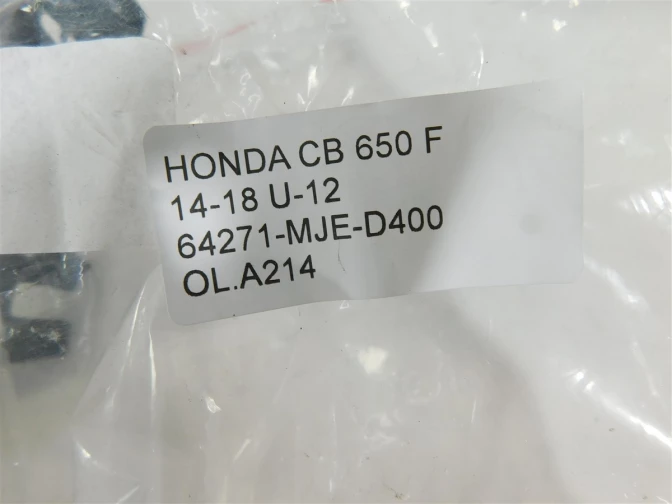 HONDA CB 650 F
14-18 U-12
64271-MJE-D400
OL.A214